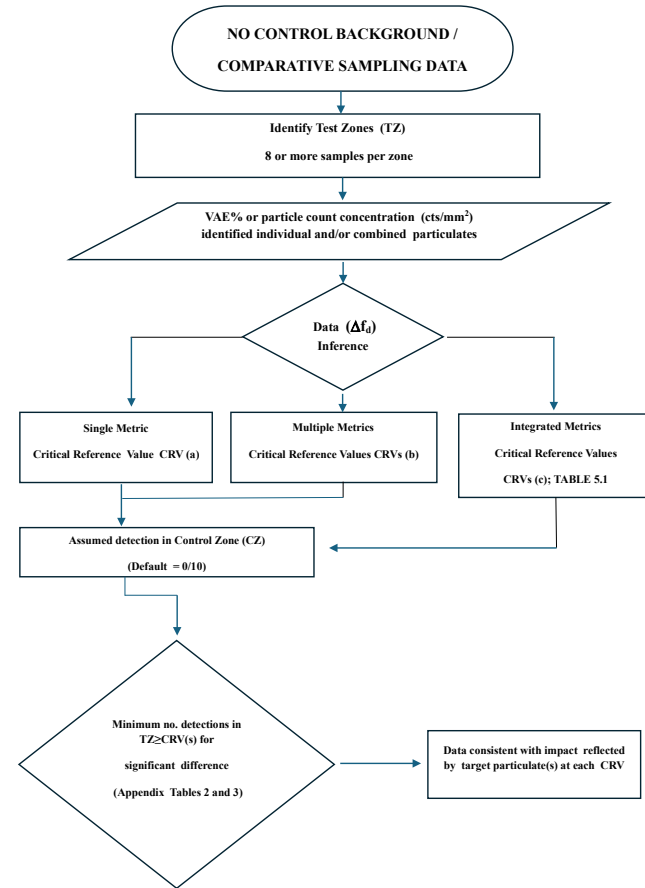 NO CONTROL BACKGROUND /
COMPARATIVE SAMPLING DATA
Identify Test Zones (TZ)
8 or more samples per zone
VAE% or particle count concentration (cts/mm²)
identified individual and/or combined particulates
Data (Δf_d)
Inference
Single Metric
Critical Reference Value CRV (a)
Multiple Metrics
Critical Reference Values CRVs (b)
Integrated Metrics
Critical Reference Values
CRVs (c); TABLE 5.1
Assumed detection in Control Zone (CZ)
(Default = 0/10)
Minimum no. detections in
TZ≥CRV(s) for
significant difference
(Appendix Tables 2 and 3)
Data consistent with impact reflected
by target particulate(s) at each CRV